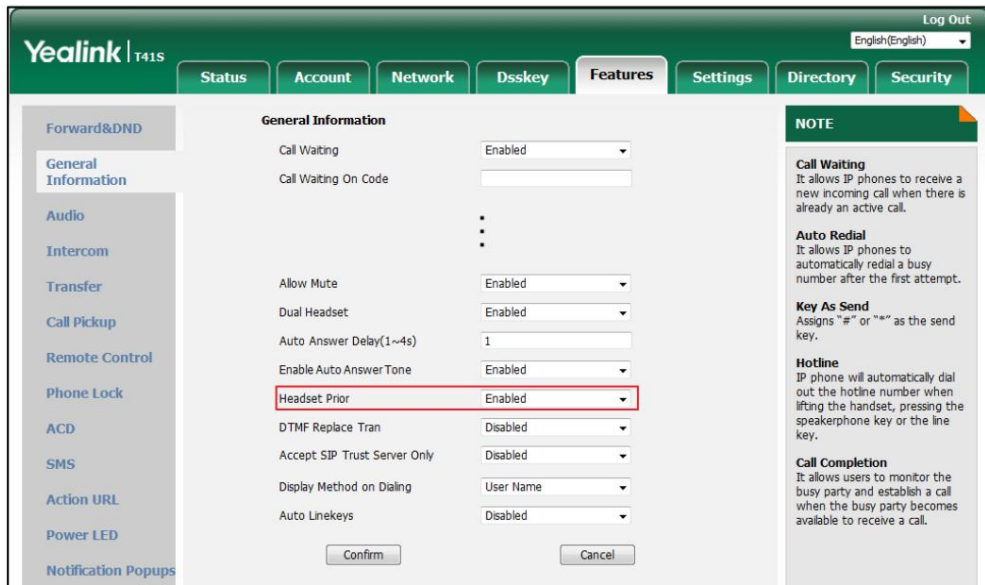 Log Out
English(English)
Yealink | T41S
Status Account Network Dsskey Features Settings Directory Security
Forward&DND
General
Information
Audio
Intercom
Transfer
Call Pickup
Remote Control
Phone Lock
ACD
SMS
Action URL
Power LED
Notification Popups
General Information
Call Waiting Enabled
Call Waiting On Code
Allow Mute Enabled
Dual Headset Enabled
Auto Answer Delay(1~4s) 1
Enable Auto Answer Tone Enabled
Headset Prior Enabled
DTMF Replace Tran Disabled
Accept SIP Trust Server Only Disabled
Display Method on Dialing User Name
Auto Linekeys Disabled
Confirm Cancel
NOTE
Call Waiting
It allows IP phones to receive a
new incoming call when there is
already an active call.
Auto Redial
It allows IP phones to
automatically redial a busy
number after the first attempt.
Key As Send
Assigns "#" or "*" as the send
key.
Hotline
IP phone will automatically dial
out the hotline number when
lifting the handset, pressing the
speakerphone key or the line
key.
Call Completion
It allows users to monitor the
busy party and establish a call
when the busy party becomes
available to receive a call.